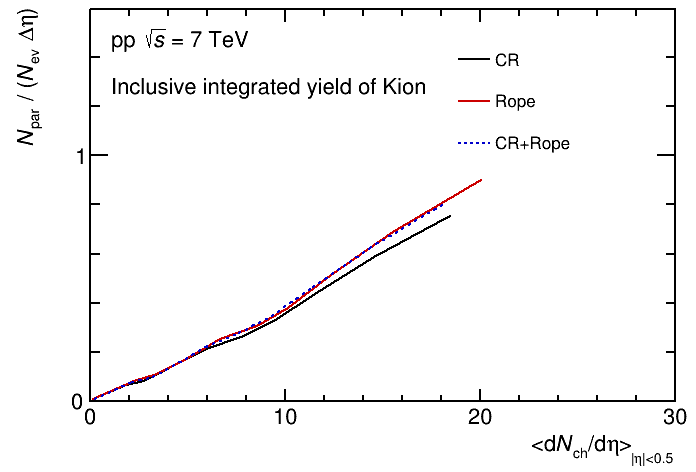 pp √s = 7 TeV
Inclusive integrated yield of Kion
CR
Rope
CR+Rope
N_par / (N_ev Δη)
1
0
0 10 20 30
<dN_ch/dη>_|η|<0.5